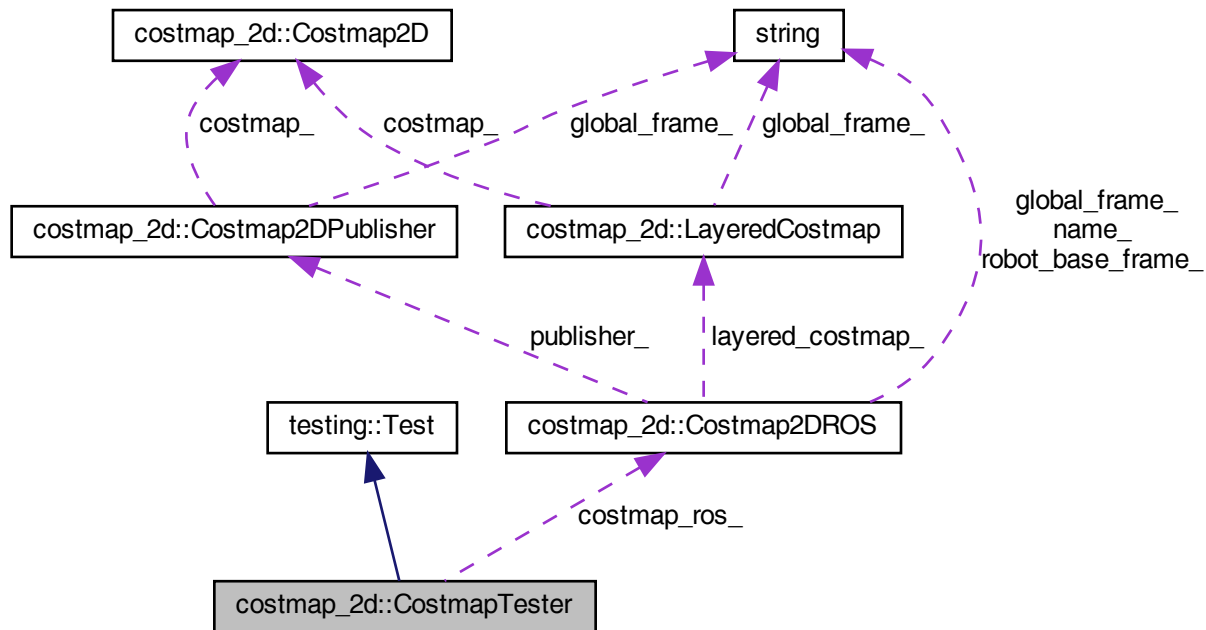 costmap_2d::Costmap2D
string
costmap_
costmap_
global_frame_
global_frame_
costmap_2d::Costmap2DPublisher
costmap_2d::LayeredCostmap
global_frame_
name_
robot_base_frame_
publisher_
layered_costmap_
testing::Test
costmap_2d::Costmap2DROS
costmap_ros_
costmap_2d::CostmapTester